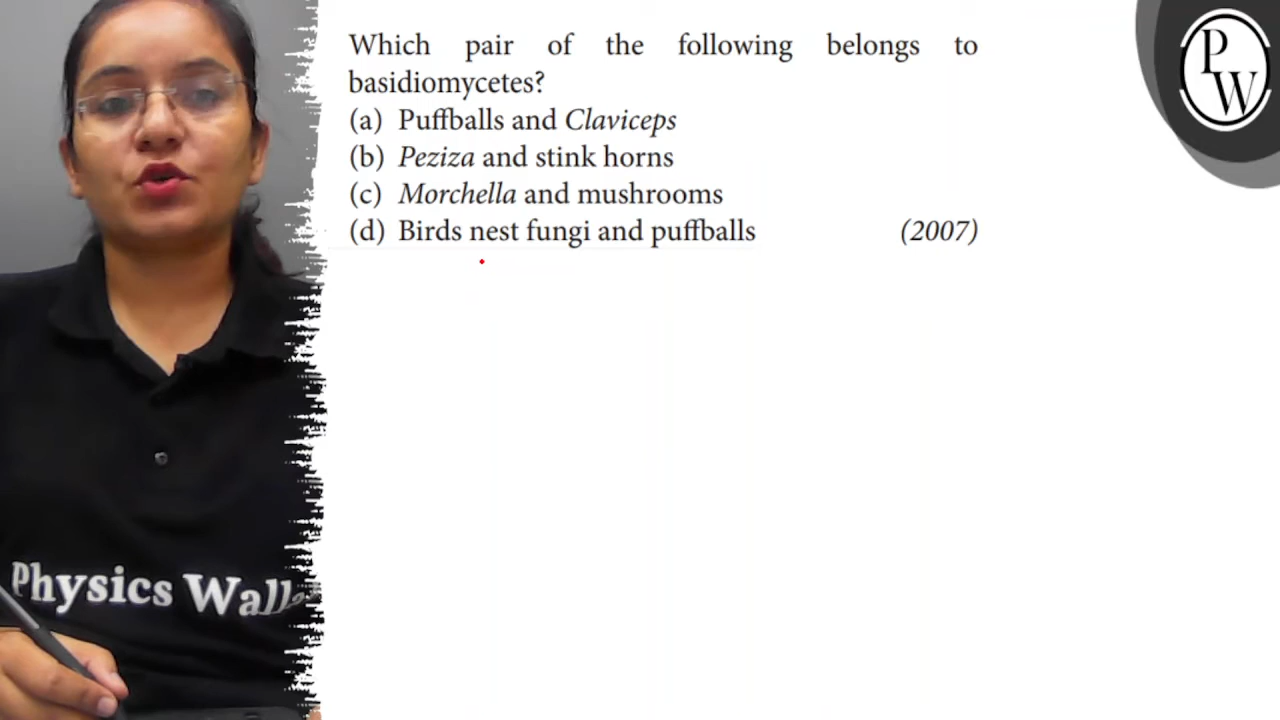 Which pair of the following belongs to
basidiomycetes?
(a) Puffballs and Claviceps
(b) Peziza and stink horns
(c) Morchella and mushrooms
(d) Birds nest fungi and puffballs (2007)
P
W
Physics Walla